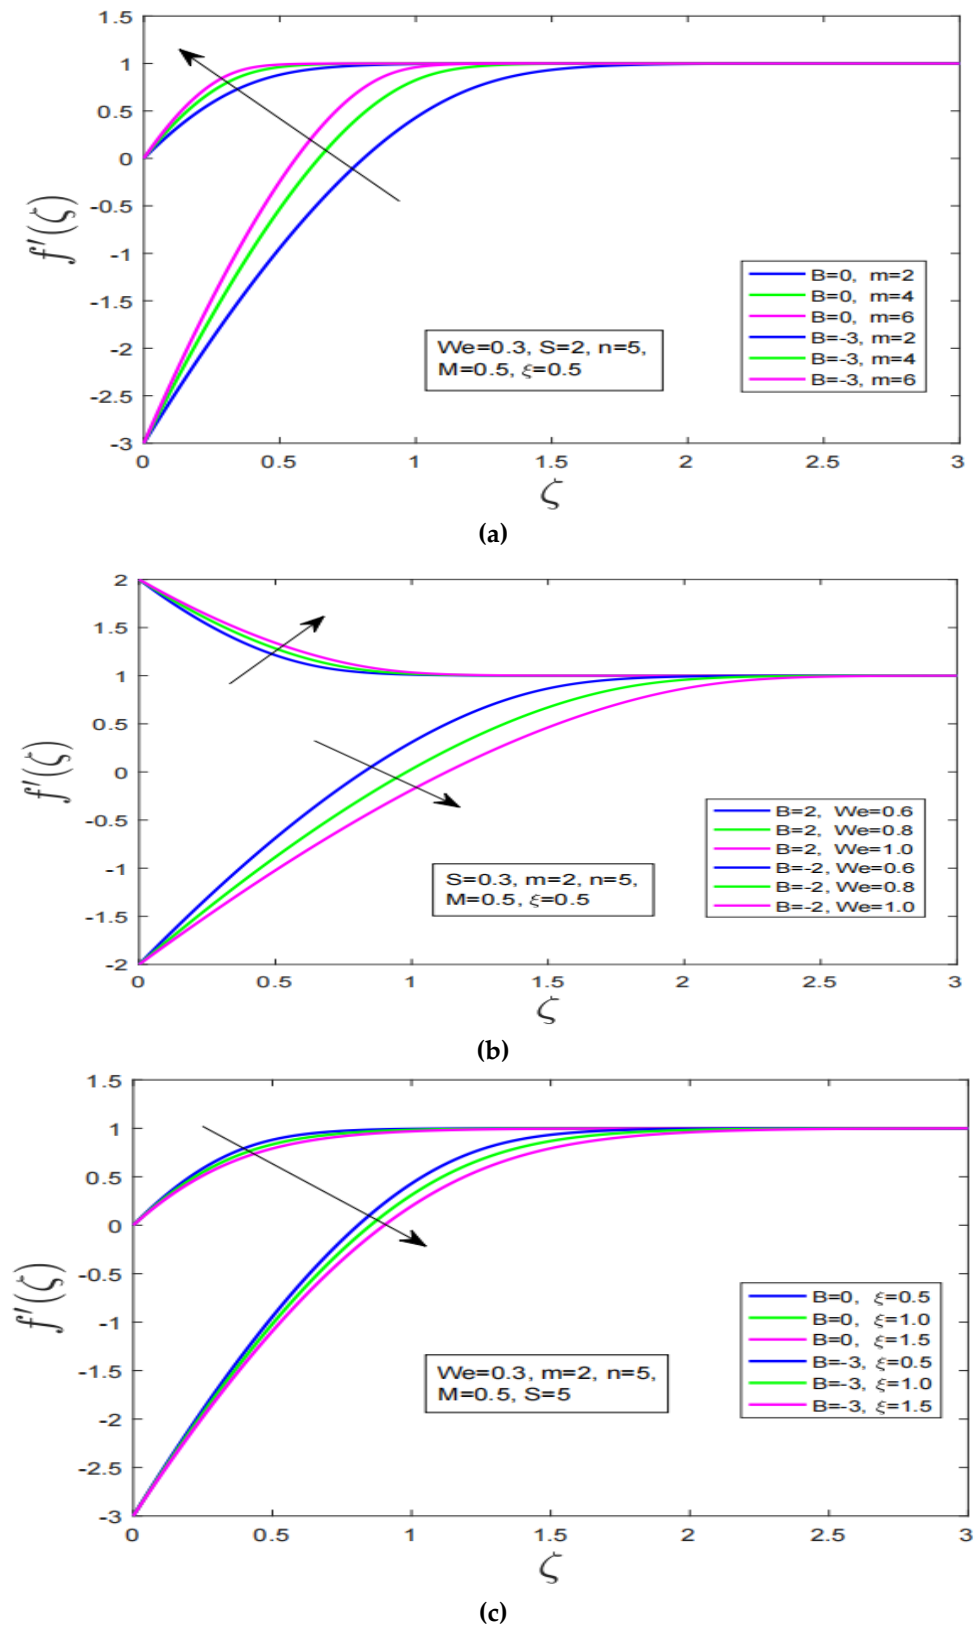 1.5
1
0.5
0
-0.5
-1
-1.5
-2
-2.5
-3
f′(ζ)
B=0, m=2
B=0, m=4
B=0, m=6
B=-3, m=2
B=-3, m=4
B=-3, m=6
We=0.3, S=2, n=5,
M=0.5, ξ=0.5
0 0.5 1 1.5 2 2.5 3
ζ
(a)
2
1.5
1
0.5
0
-0.5
-1
-1.5
-2
f′(ζ)
B=2, We=0.6
B=2, We=0.8
B=2, We=1.0
B=-2, We=0.6
B=-2, We=0.8
B=-2, We=1.0
S=0.3, m=2, n=5,
M=0.5, ξ=0.5
0 0.5 1 1.5 2 2.5 3
ζ
(b)
1.5
1
0.5
0
-0.5
-1
-1.5
-2
-2.5
-3
f′(ζ)
B=0, ξ=0.5
B=0, ξ=1.0
B=0, ξ=1.5
B=-3, ξ=0.5
B=-3, ξ=1.0
B=-3, ξ=1.5
We=0.3, m=2, n=5,
M=0.5, S=5
0 0.5 1 1.5 2 2.5 3
ζ
(c)